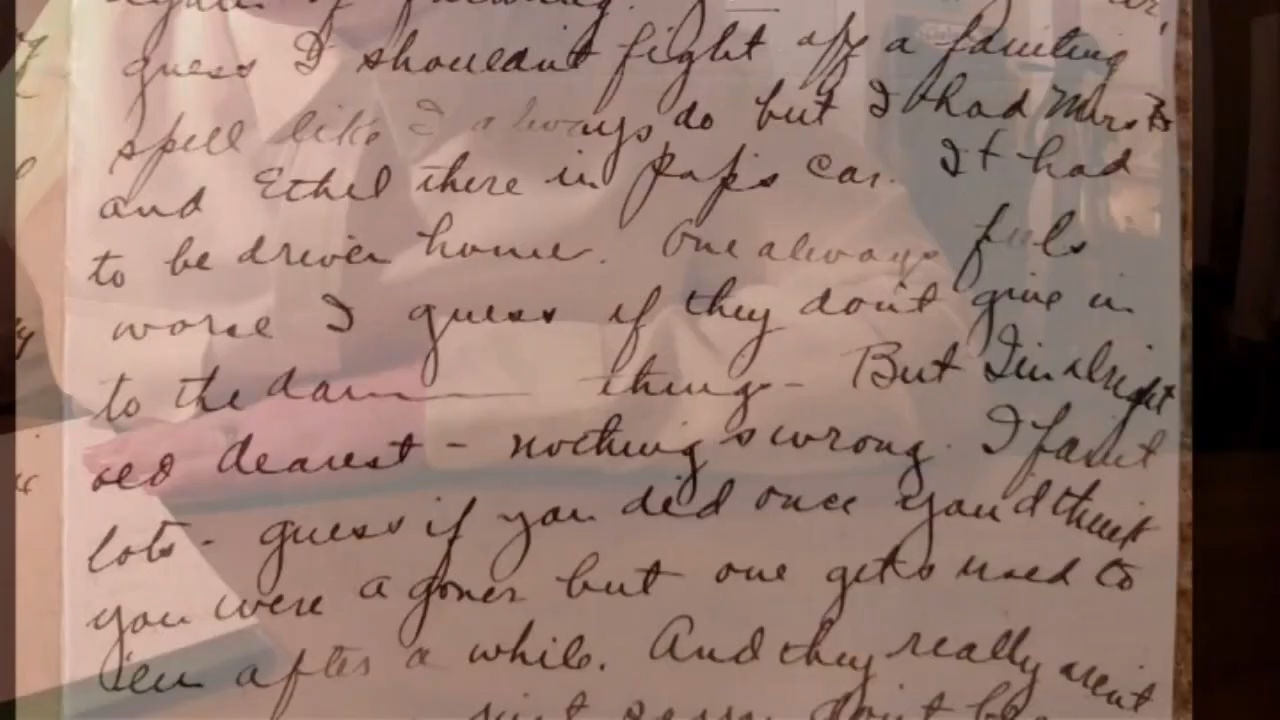 guess I shouldn't fight off a fainting
spell like I always do but I had Mrs B
and Ethel there in pap's car. It had
to be driven home. One always feels
worse I guess if they don't give in
to the dam—— things - But I'm alright
old dearest - nothing's wrong. I faint
lots - guess if you did once you'd think
you were a goner but one gets used to
'em after a while. And they really aren't